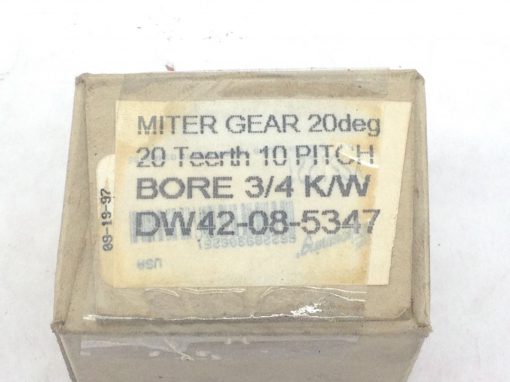 MITER GEAR 20deg
20 Teerth 10 PITCH
BORE 3/4 K/W
DW42-08-5347
09-19-97
USA